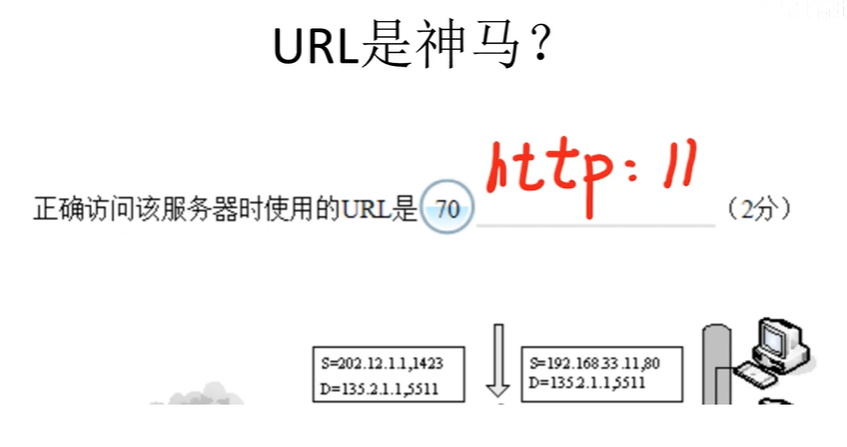 URL是神马？
http://
正确访问该服务器时使用的URL是 70 （2分）
S=202.12.1.1,1423
D=135.2.1.1,5511
S=192.168.33.11,80
D=135.2.1.1,5511